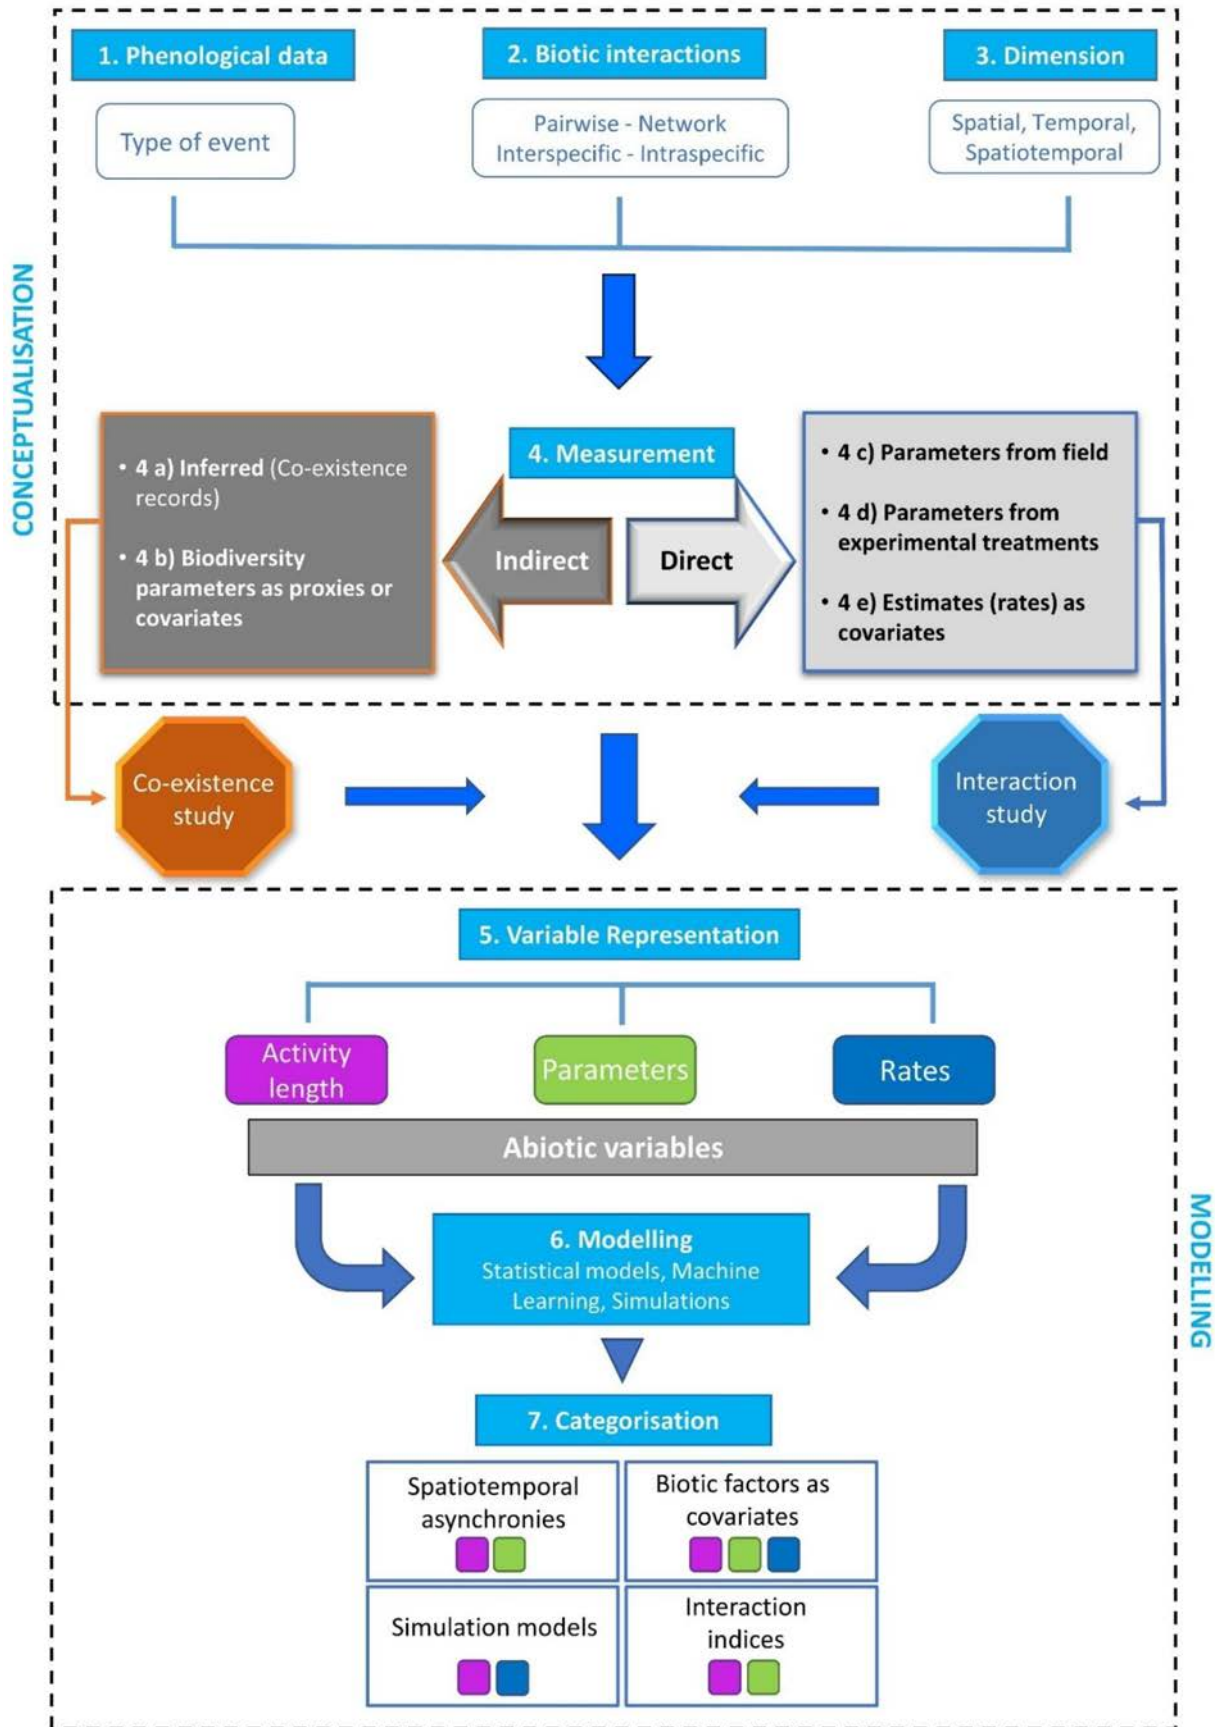 1. Phenological data
2. Biotic interactions
3. Dimension
Type of event
Pairwise - Network
Interspecific - Intraspecific
Spatial, Temporal,
Spatiotemporal
CONCEPTUALISATION
• 4 a) Inferred (Co-existence
records)
• 4 b) Biodiversity
parameters as proxies or
covariates
4. Measurement
Indirect
Direct
• 4 c) Parameters from field
• 4 d) Parameters from
experimental treatments
• 4 e) Estimates (rates) as
covariates
Co-existence
study
Interaction
study
5. Variable Representation
Activity
length
Parameters
Rates
Abiotic variables
6. Modelling
Statistical models, Machine
Learning, Simulations
MODELLING
7. Categorisation
Spatiotemporal
asynchronies
Biotic factors as
covariates
Simulation models
Interaction
indices